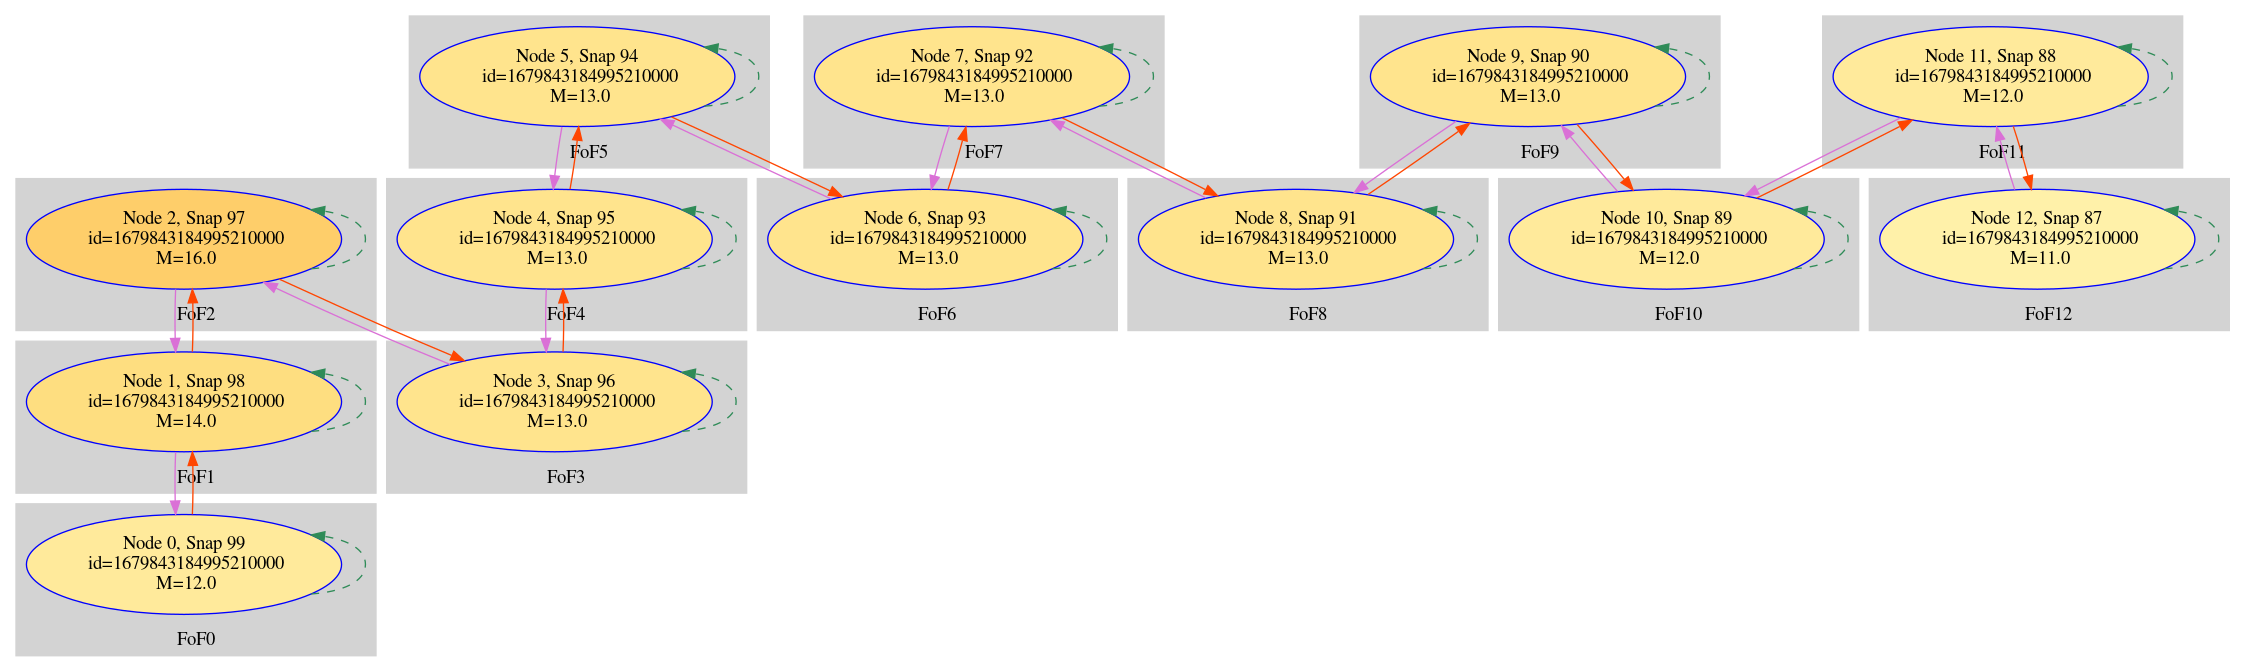 Node 5, Snap 94
id=1679843184995210000
M=13.0
FoF5
Node 7, Snap 92
id=1679843184995210000
M=13.0
FoF7
Node 9, Snap 90
id=1679843184995210000
M=13.0
FoF9
Node 11, Snap 88
id=1679843184995210000
M=12.0
FoF11
Node 2, Snap 97
id=1679843184995210000
M=16.0
FoF2
Node 4, Snap 95
id=1679843184995210000
M=13.0
FoF4
Node 6, Snap 93
id=1679843184995210000
M=13.0
FoF6
Node 8, Snap 91
id=1679843184995210000
M=13.0
FoF8
Node 10, Snap 89
id=1679843184995210000
M=12.0
FoF10
Node 12, Snap 87
id=1679843184995210000
M=11.0
FoF12
Node 1, Snap 98
id=1679843184995210000
M=14.0
FoF1
Node 3, Snap 96
id=1679843184995210000
M=13.0
FoF3
Node 0, Snap 99
id=1679843184995210000
M=12.0
FoF0